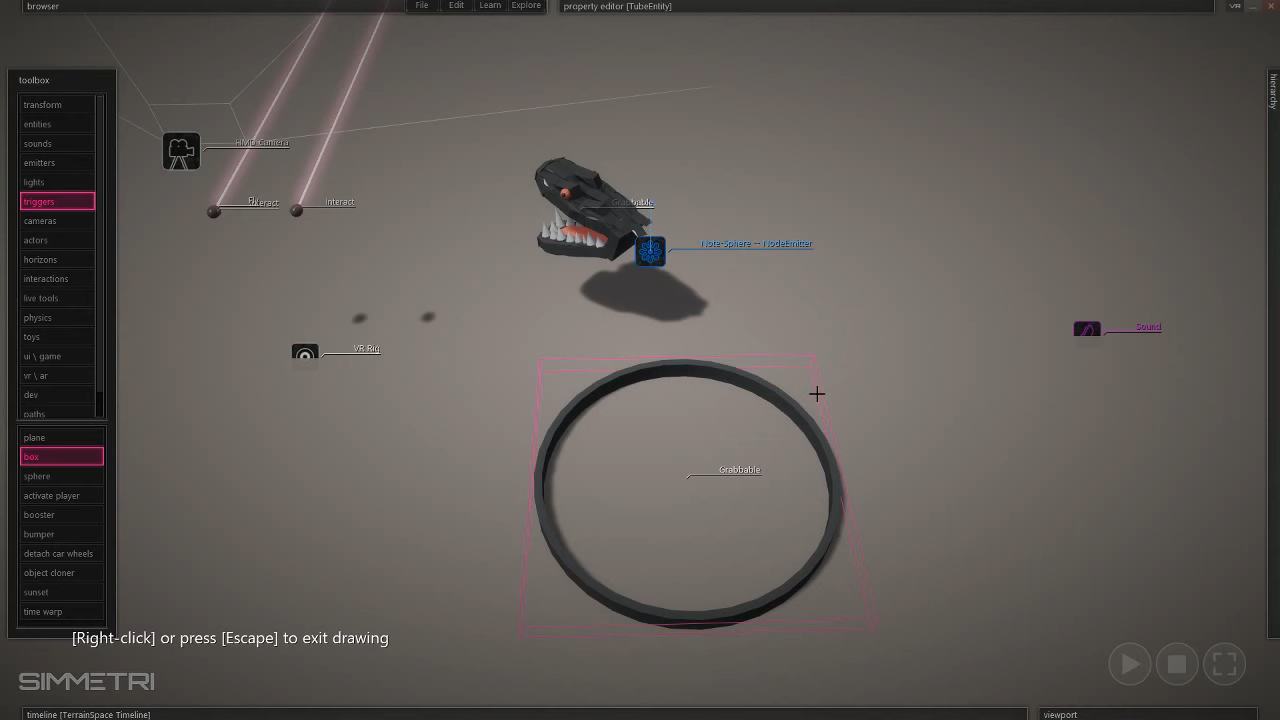 browser
File
Edit
Learn
Explore
property editor [TubeEntity]
VR
toolbox
transform
entities
sounds
emitters
lights
triggers
cameras
actors
horizons
interactions
live tools
physics
toys
ui \ game
vr \ ar
dev
paths
plane
box
sphere
activate player
booster
bumper
detach car wheels
object cloner
sunset
time warp
HMD Camera
Interact
Interact
Grabbable
Note-Sphere -- NodeEmitter
VR Rig
Sound
Grabbable
hierarchy
[Right-click] or press [Escape] to exit drawing
SIMMETRI
timeline [TerrainSpace Timeline]
viewport